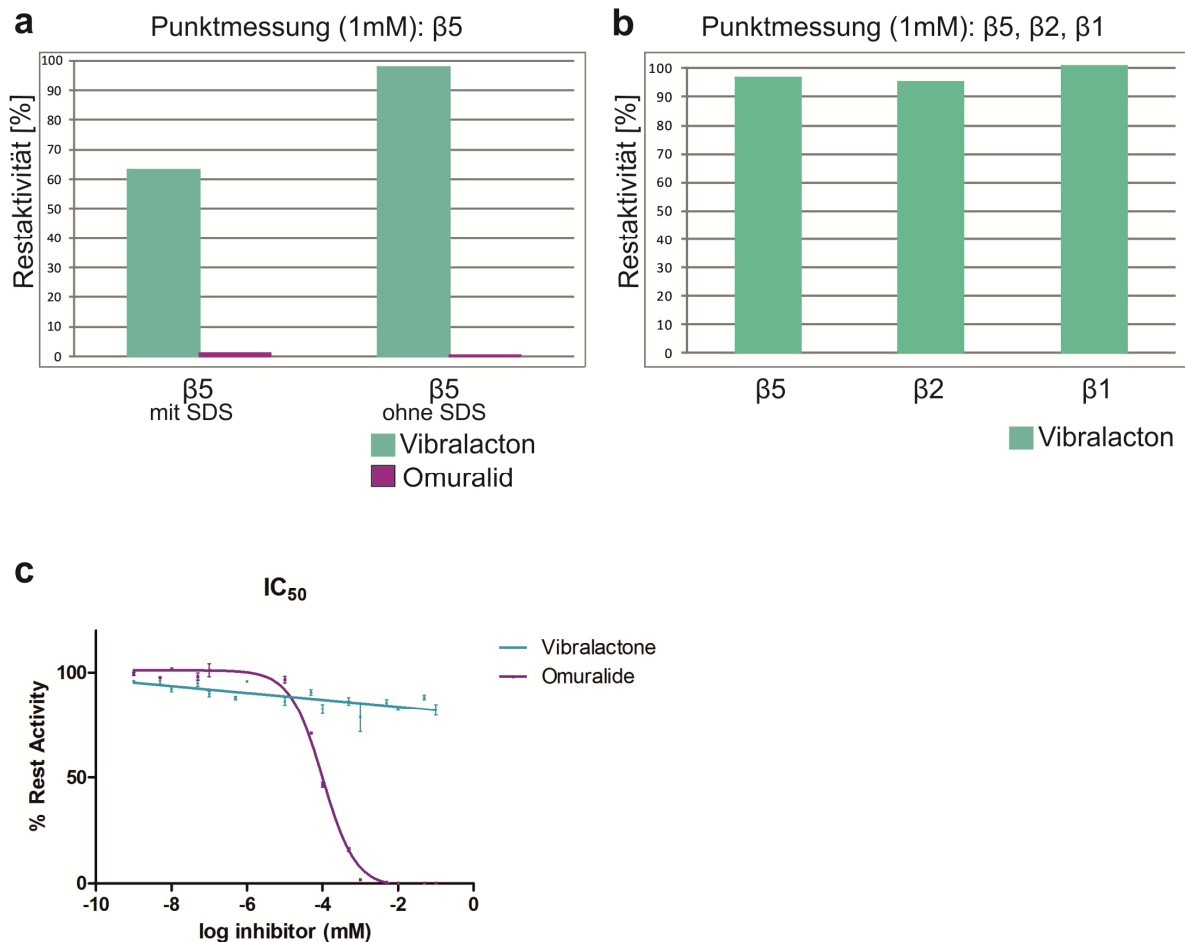 a
Punktmessung (1mM): β5
Restaktivität [%]
100
90
80
70
60
50
40
30
20
10
0
β5
mit SDS
β5
ohne SDS
Vibralacton
Omuralid
b
Punktmessung (1mM): β5, β2, β1
Restaktivität [%]
100
90
80
70
60
50
40
30
20
10
0
β5 β2 β1
Vibralacton
c
IC50
% Rest Activity
100
50
0
-10 -8 -6 -4 -2 0
log inhibitor (mM)
Vibralactone
Omuralide